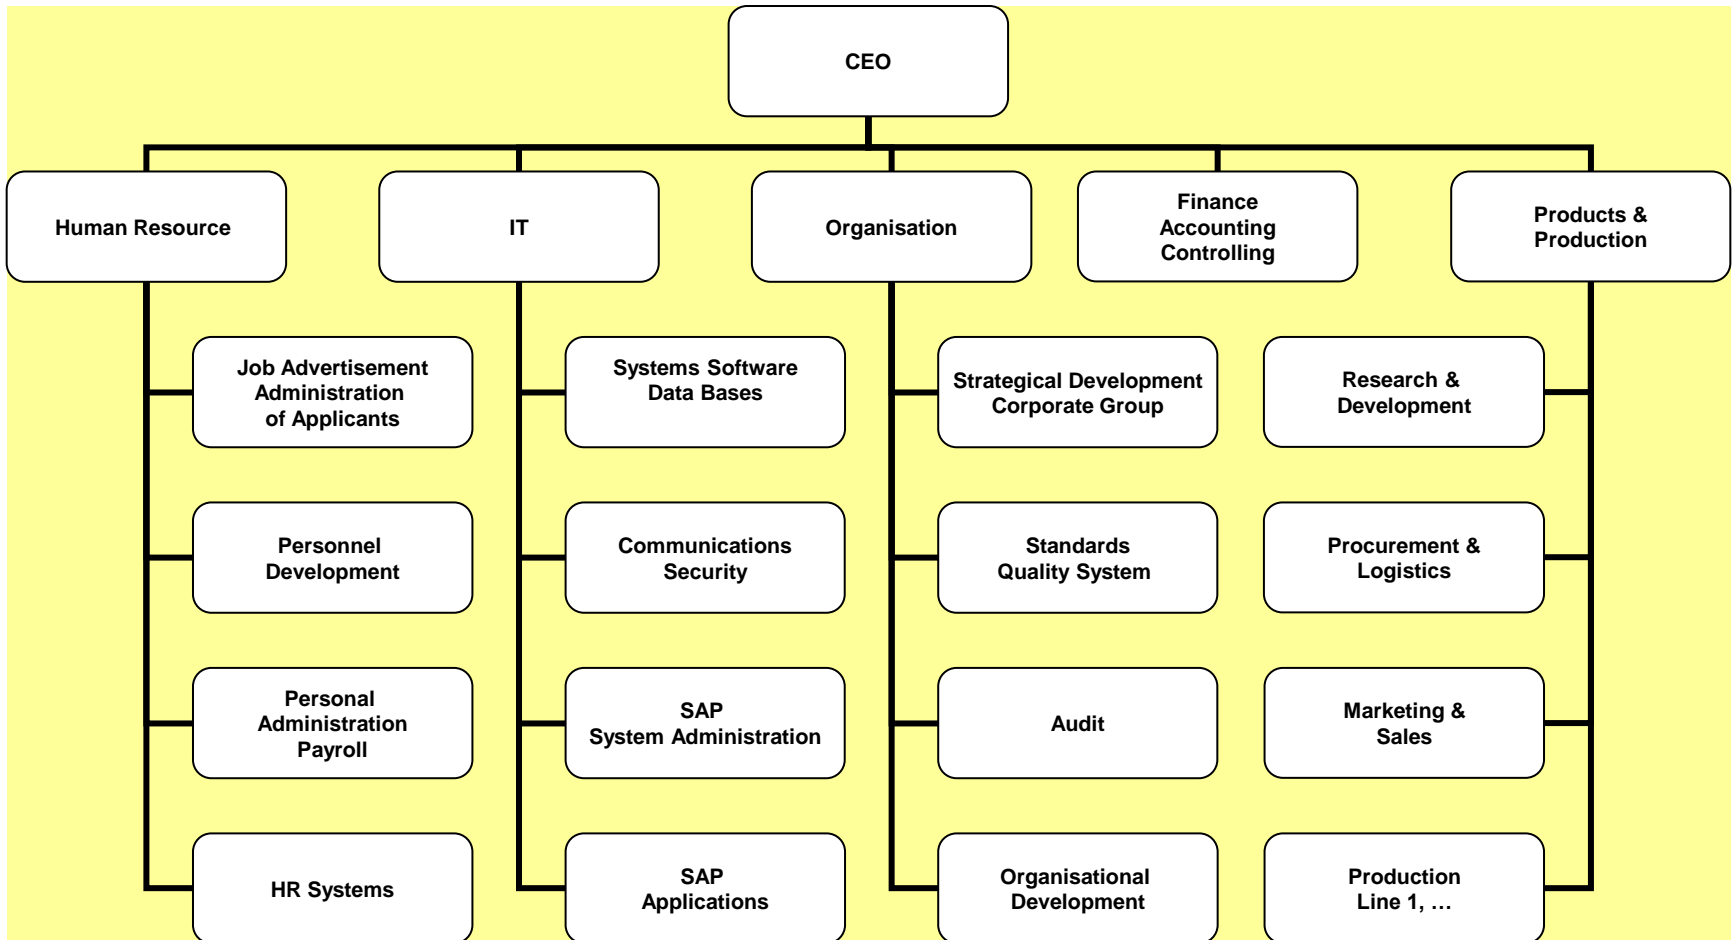 CEO
Human Resource
IT
Organisation
Finance
Accounting
Controlling
Products &
Production
Job Advertisement
Administration
of Applicants
Systems Software
Data Bases
Strategical Development
Corporate Group
Research &
Development
Personnel
Development
Communications
Security
Standards
Quality System
Procurement &
Logistics
Personal
Administration
Payroll
SAP
System Administration
Audit
Marketing &
Sales
HR Systems
SAP
Applications
Organisational
Development
Production
Line 1, …